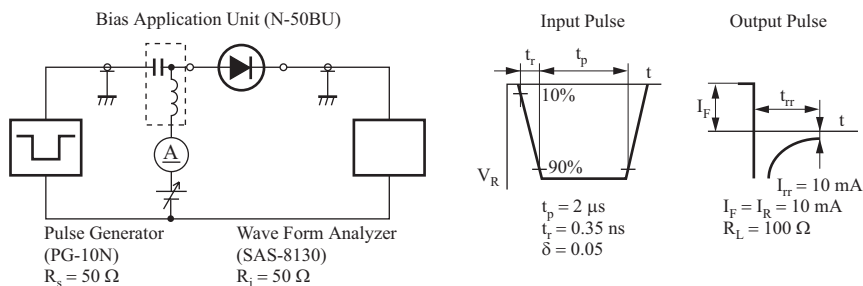 Bias Application Unit (N-50BU)
A
Pulse Generator
(PG-10N)
R_s = 50 Ω
Wave Form Analyzer
(SAS-8130)
R_i = 50 Ω
Input Pulse
t_r
t_p
t
10%
90%
V_R
t_p = 2 μs
t_r = 0.35 ns
δ = 0.05
Output Pulse
I_F
t_rr
t
I_rr = 10 mA
I_F = I_R = 10 mA
R_L = 100 Ω